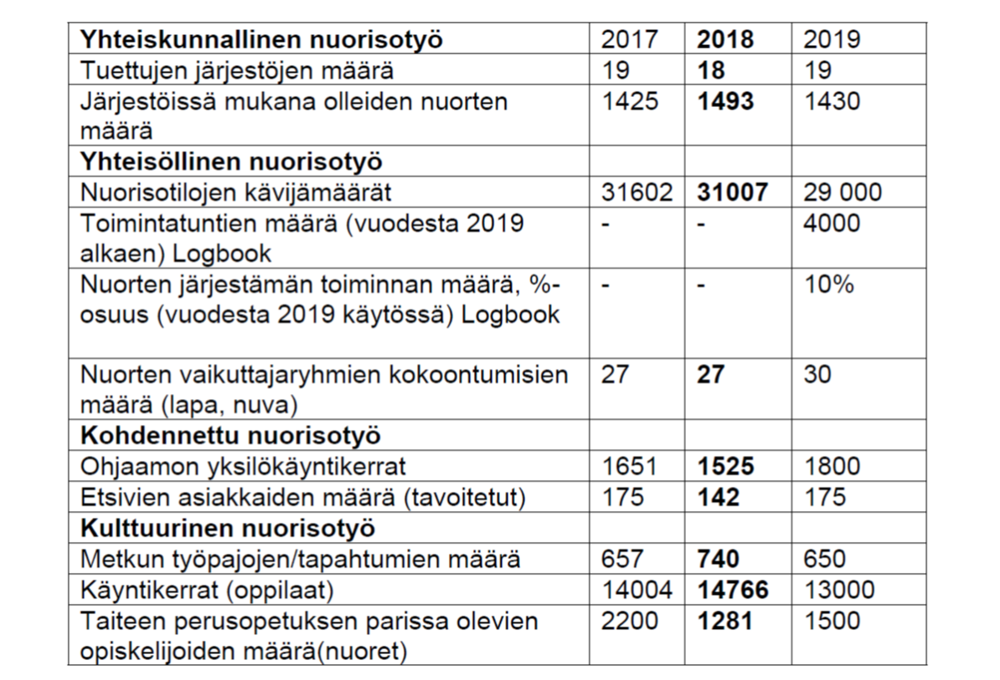 Yhteiskunnallinen nuorisotyö 2017 2018 2019
Tuettujen järjestöjen määrä 19 18 19
Järjestöissä mukana olleiden nuorten 1425 1493 1430
määrä
Yhteisöllinen nuorisotyö
Nuorisotilojen kävijämäärät 31602 31007 29 000
Toimintatuntien määrä (vuodesta 2019 - - 4000
alkaen) Logbook
Nuorten järjestämän toiminnan määrä, %- - - 10%
osuus (vuodesta 2019 käytössä) Logbook
Nuorten vaikuttajaryhmien kokoontumisien 27 27 30
määrä (lapa, nuva)
Kohdennettu nuorisotyö
Ohjaamon yksilökäyntikerrat 1651 1525 1800
Etsivien asiakkaiden määrä (tavoitetut) 175 142 175
Kulttuurinen nuorisotyö
Metkun työpajojen/tapahtumien määrä 657 740 650
Käyntikerrat (oppilaat) 14004 14766 13000
Taiteen perusopetuksen parissa olevien 2200 1281 1500
opiskelijoiden määrä(nuoret)